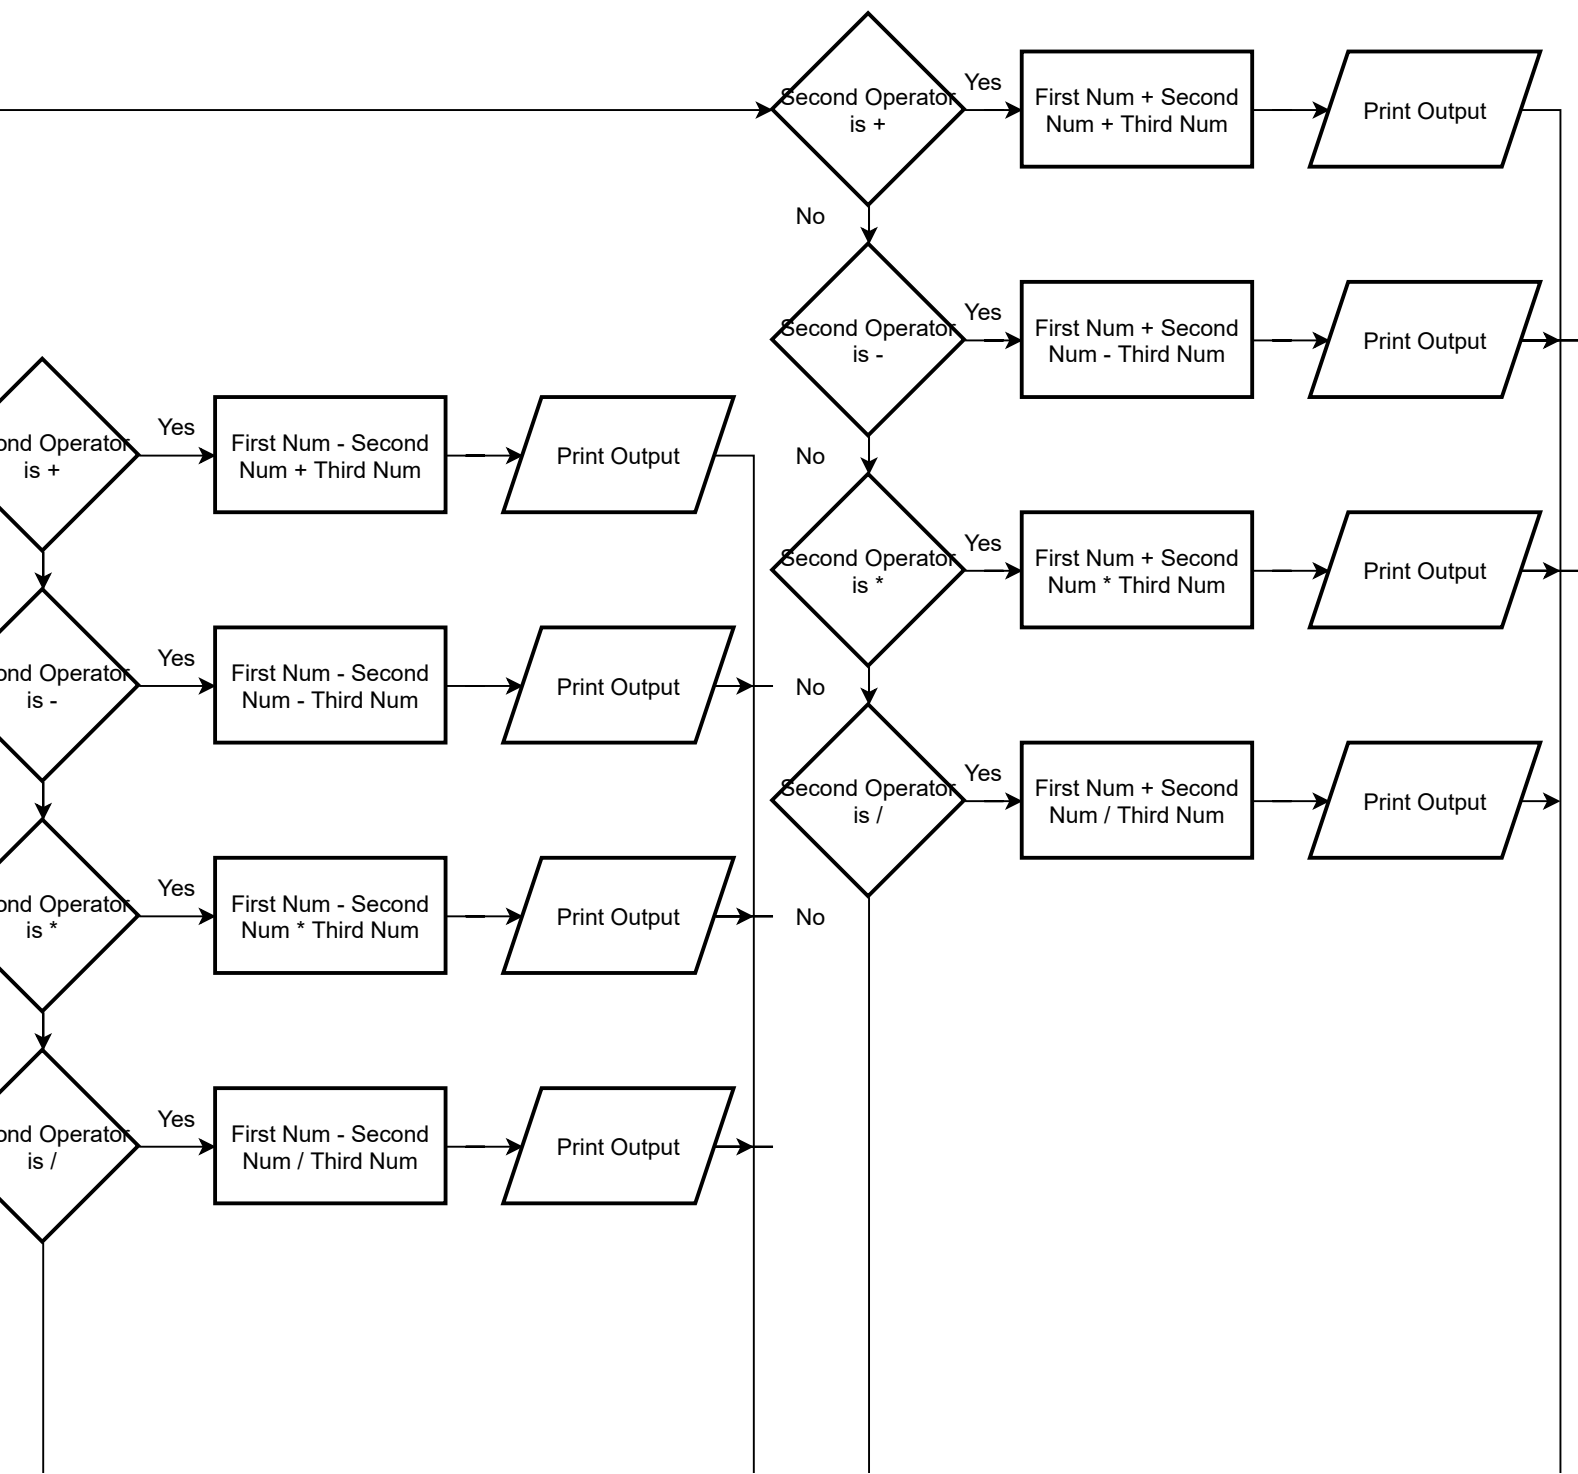 Second Operator
is +
Yes
First Num + Second
Num + Third Num
Print Output
No
Second Operator
is -
Yes
First Num + Second
Num - Third Num
Print Output
No
Second Operator
is *
Yes
First Num + Second
Num * Third Num
Print Output
No
Second Operator
is /
Yes
First Num + Second
Num / Third Num
Print Output
No
ond Operator
is +
Yes
First Num - Second
Num + Third Num
Print Output
ond Operator
is -
Yes
First Num - Second
Num - Third Num
Print Output
ond Operator
is *
Yes
First Num - Second
Num * Third Num
Print Output
ond Operator
is /
Yes
First Num - Second
Num / Third Num
Print Output